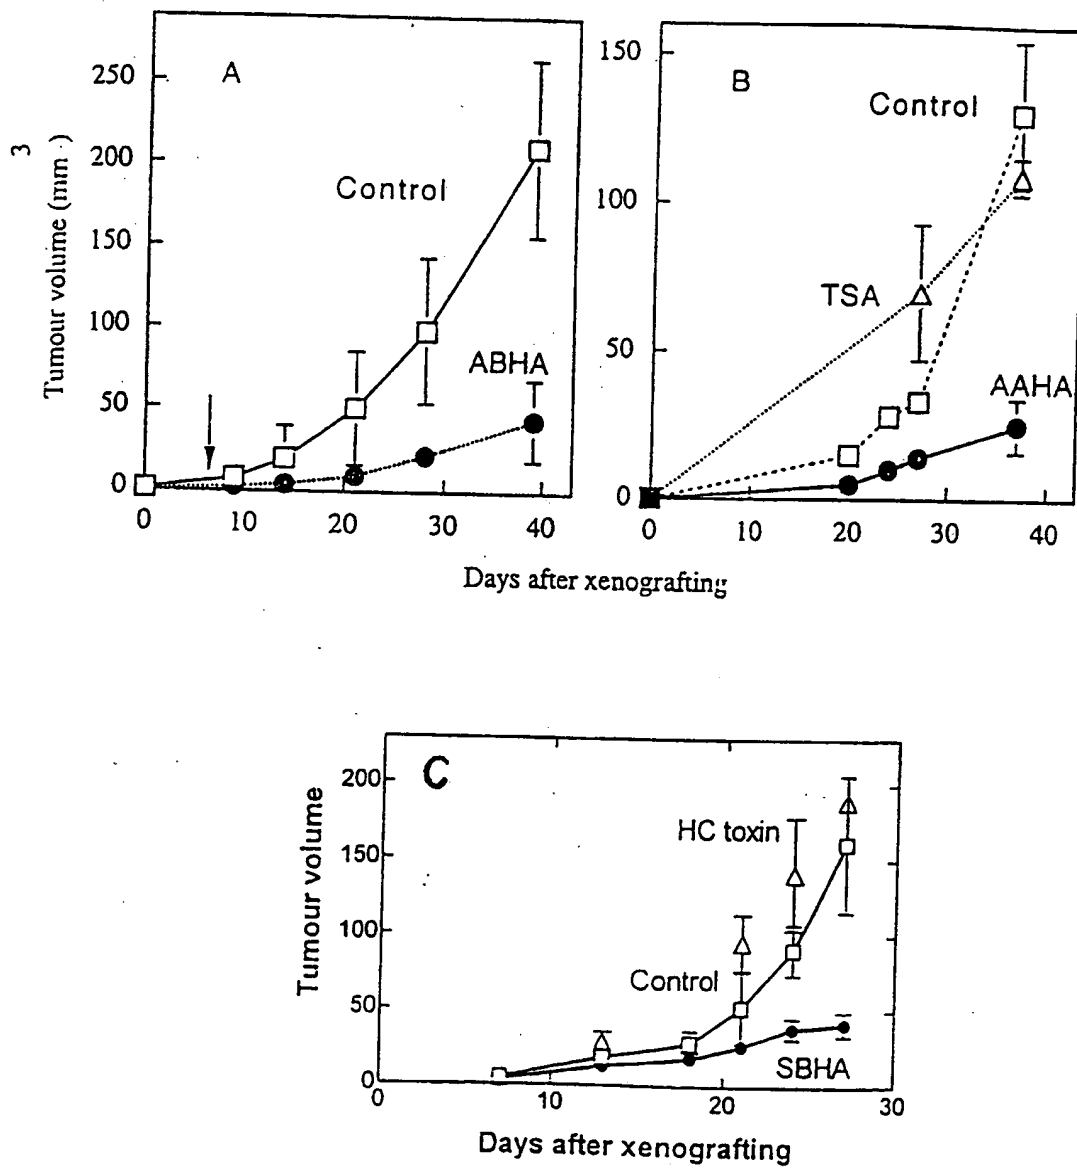 A
250
200
150
100
50
0
Tumour volume (mm
3
)
Control
ABHA
0
10
20
30
40
B
150
100
50
0
Control
TSA
AAHA
0
10
20
30
40
Days after xenografting
C
200
150
100
50
0
Tumour volume
HC toxin
Control
SBHA
0
10
20
30
Days after xenografting